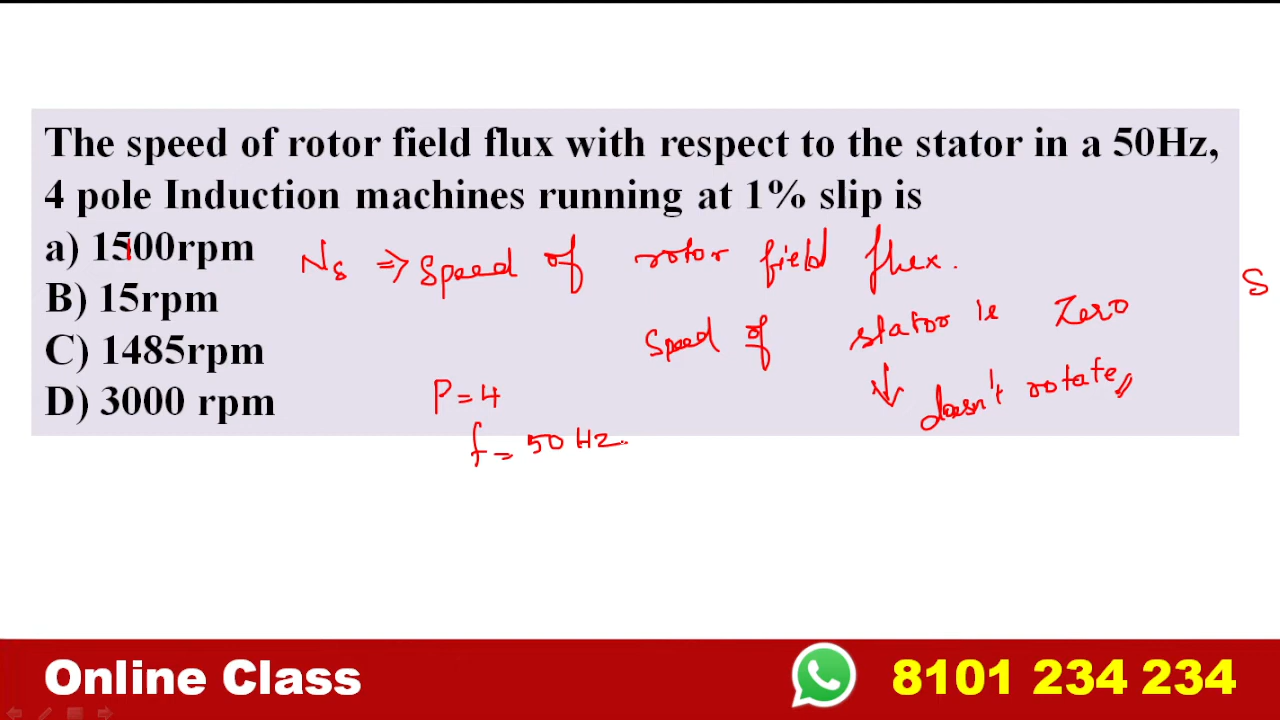 The speed of rotor field flux with respect to the stator in a 50Hz,
4 pole Induction machines running at 1% slip is
a) 1500rpm
B) 15rpm
C) 1485rpm
D) 3000 rpm
Ns ⇒ Speed of rotor field flux.
Speed of stator is Zero
↓ doesn't rotate
P = 4
f = 50 Hz.
S
Online Class
8101 234 234